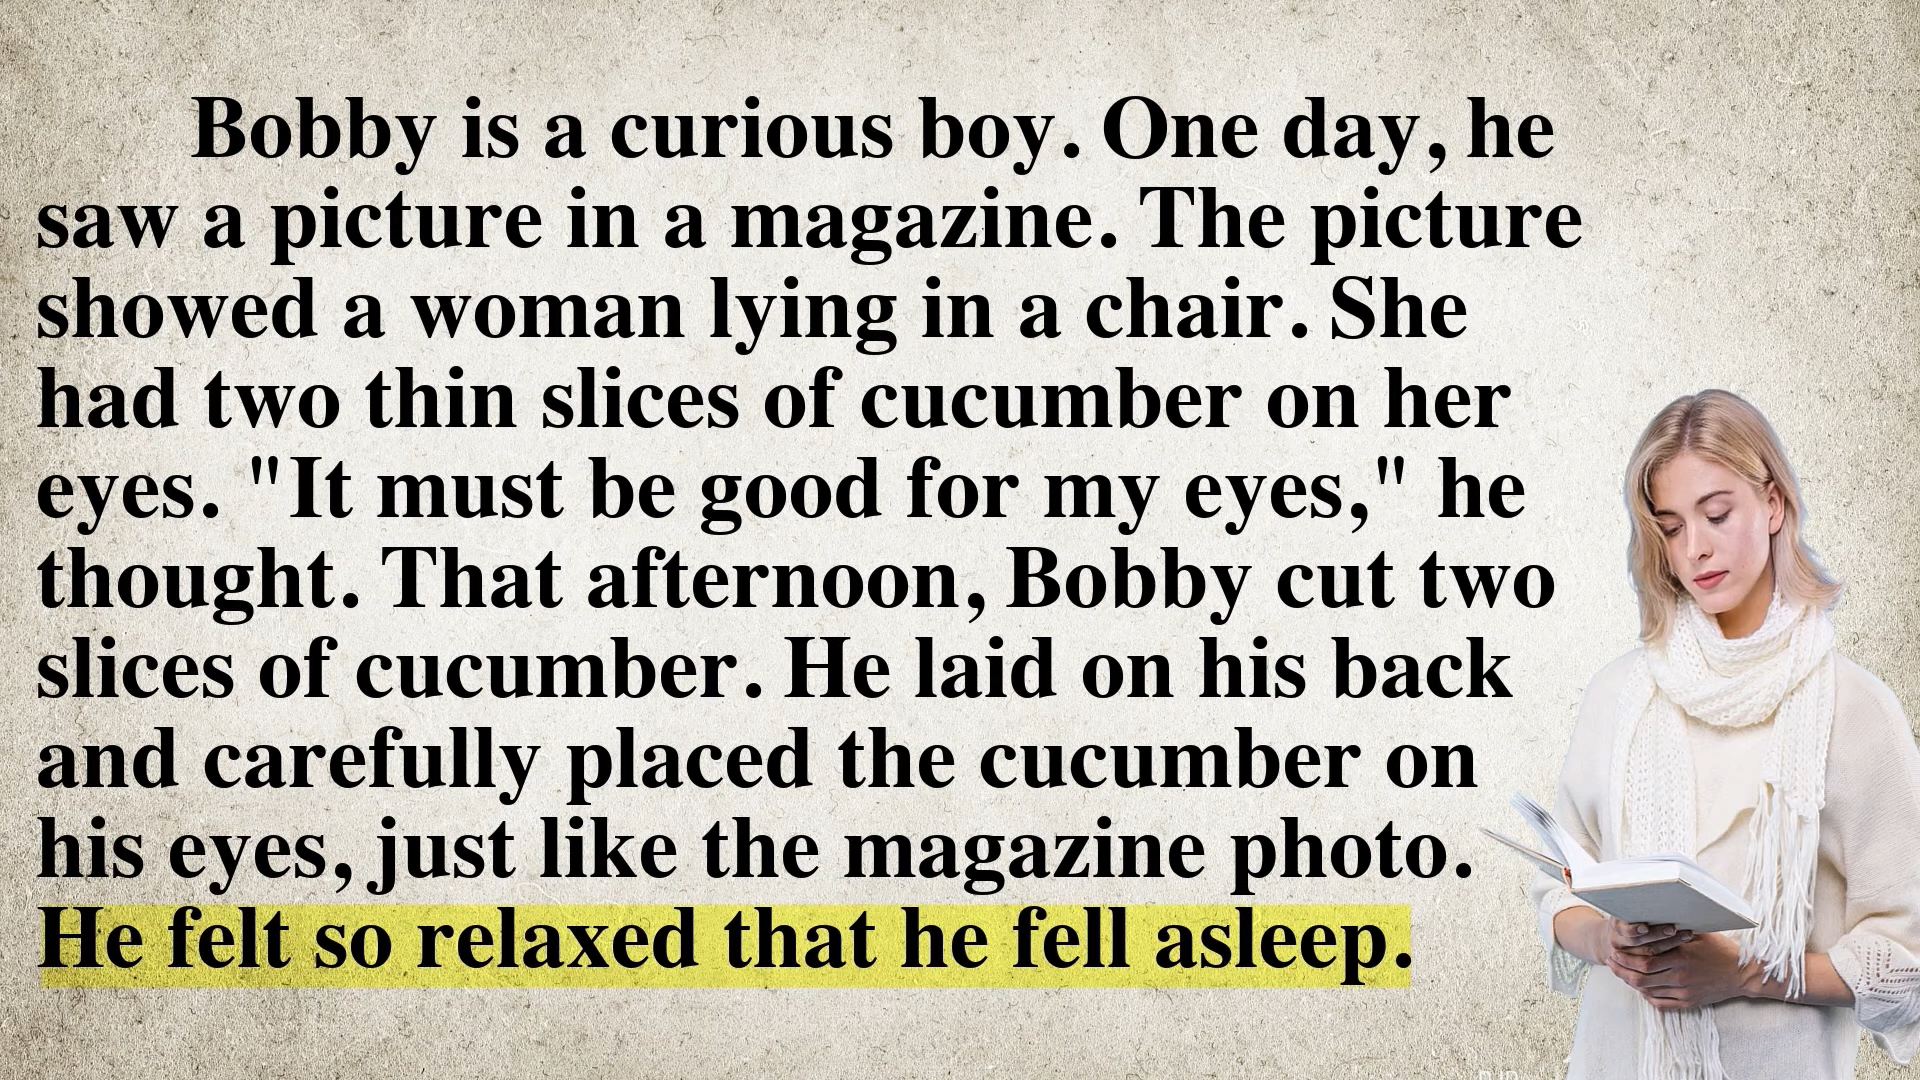 Bobby is a curious boy. One day, he
saw a picture in a magazine. The picture
showed a woman lying in a chair. She
had two thin slices of cucumber on her
eyes. "It must be good for my eyes," he
thought. That afternoon, Bobby cut two
slices of cucumber. He laid on his back
and carefully placed the cucumber on
his eyes, just like the magazine photo.
He felt so relaxed that he fell asleep.